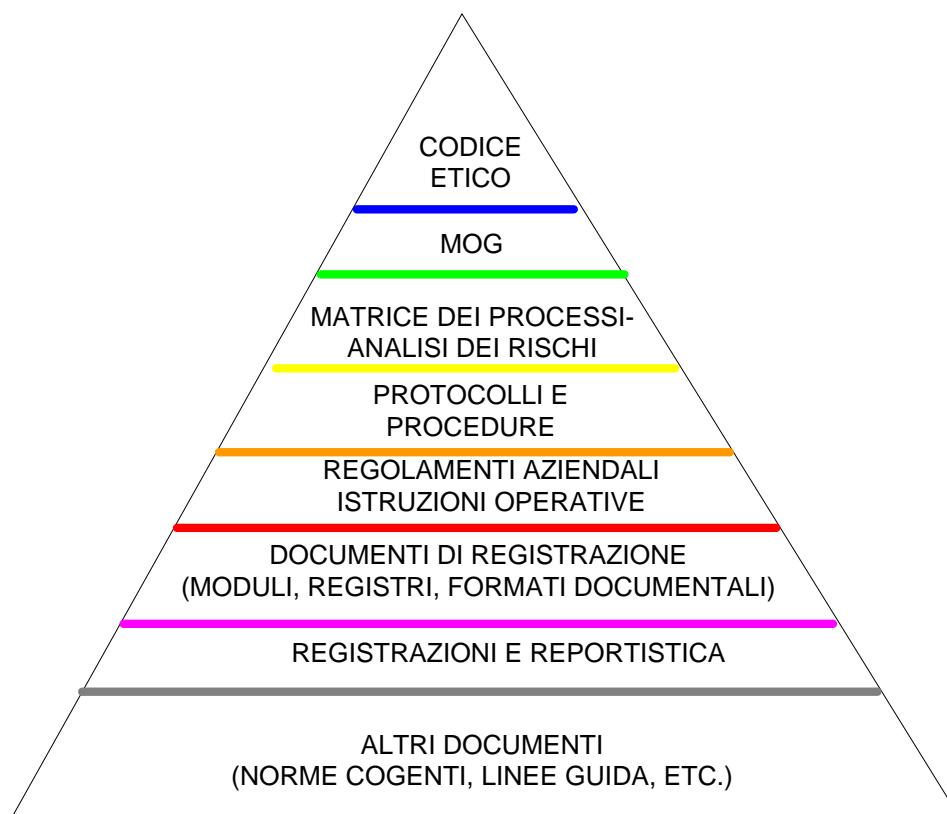 CODICE
ETICO
MOG
MATRICE DEI PROCESSI-
ANALISI DEI RISCHI
PROTOCOLLI E
PROCEDURE
REGOLAMENTI AZIENDALI
ISTRUZIONI OPERATIVE
DOCUMENTI DI REGISTRAZIONE
(MODULI, REGISTRI, FORMATI DOCUMENTALI)
REGISTRAZIONI E REPORTISTICA
ALTRI DOCUMENTI
(NORME COGENTI, LINEE GUIDA, ETC.)